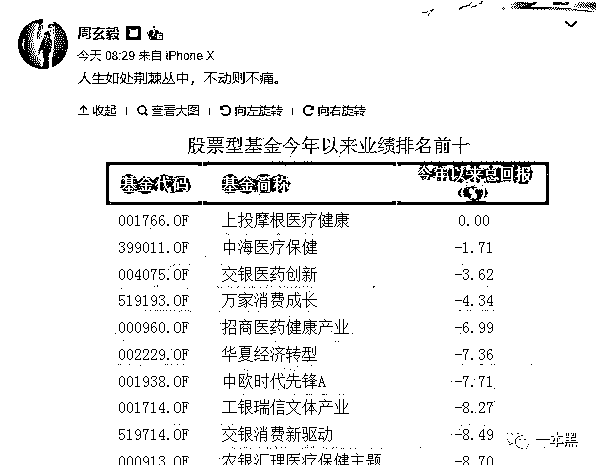 周玄毅
今天 08:29 来自 iPhone X
人生如处荆棘丛中，不动则不痛。
收起 | 查看大图 | 向左旋转 | 向右旋转
股票型基金今年以来业绩排名前十
基金代码 基金简称 今年以来总回报
(%)
001766.OF 上投摩根医疗健康 0.00
399011.OF 中海医疗保健 -1.71
004075.OF 交银医药创新 -3.62
519193.OF 万家消费成长 -4.34
000960.OF 招商医药健康产业 -6.99
002229.OF 华夏经济转型 -7.36
001938.OF 中欧时代先锋A -7.71
001714.OF 工银瑞信文体产业 -8.27
519714.OF 交银消费新驱动 -8.49
一本黑
000913.OF 农银汇理医疗保健主题 -8.70